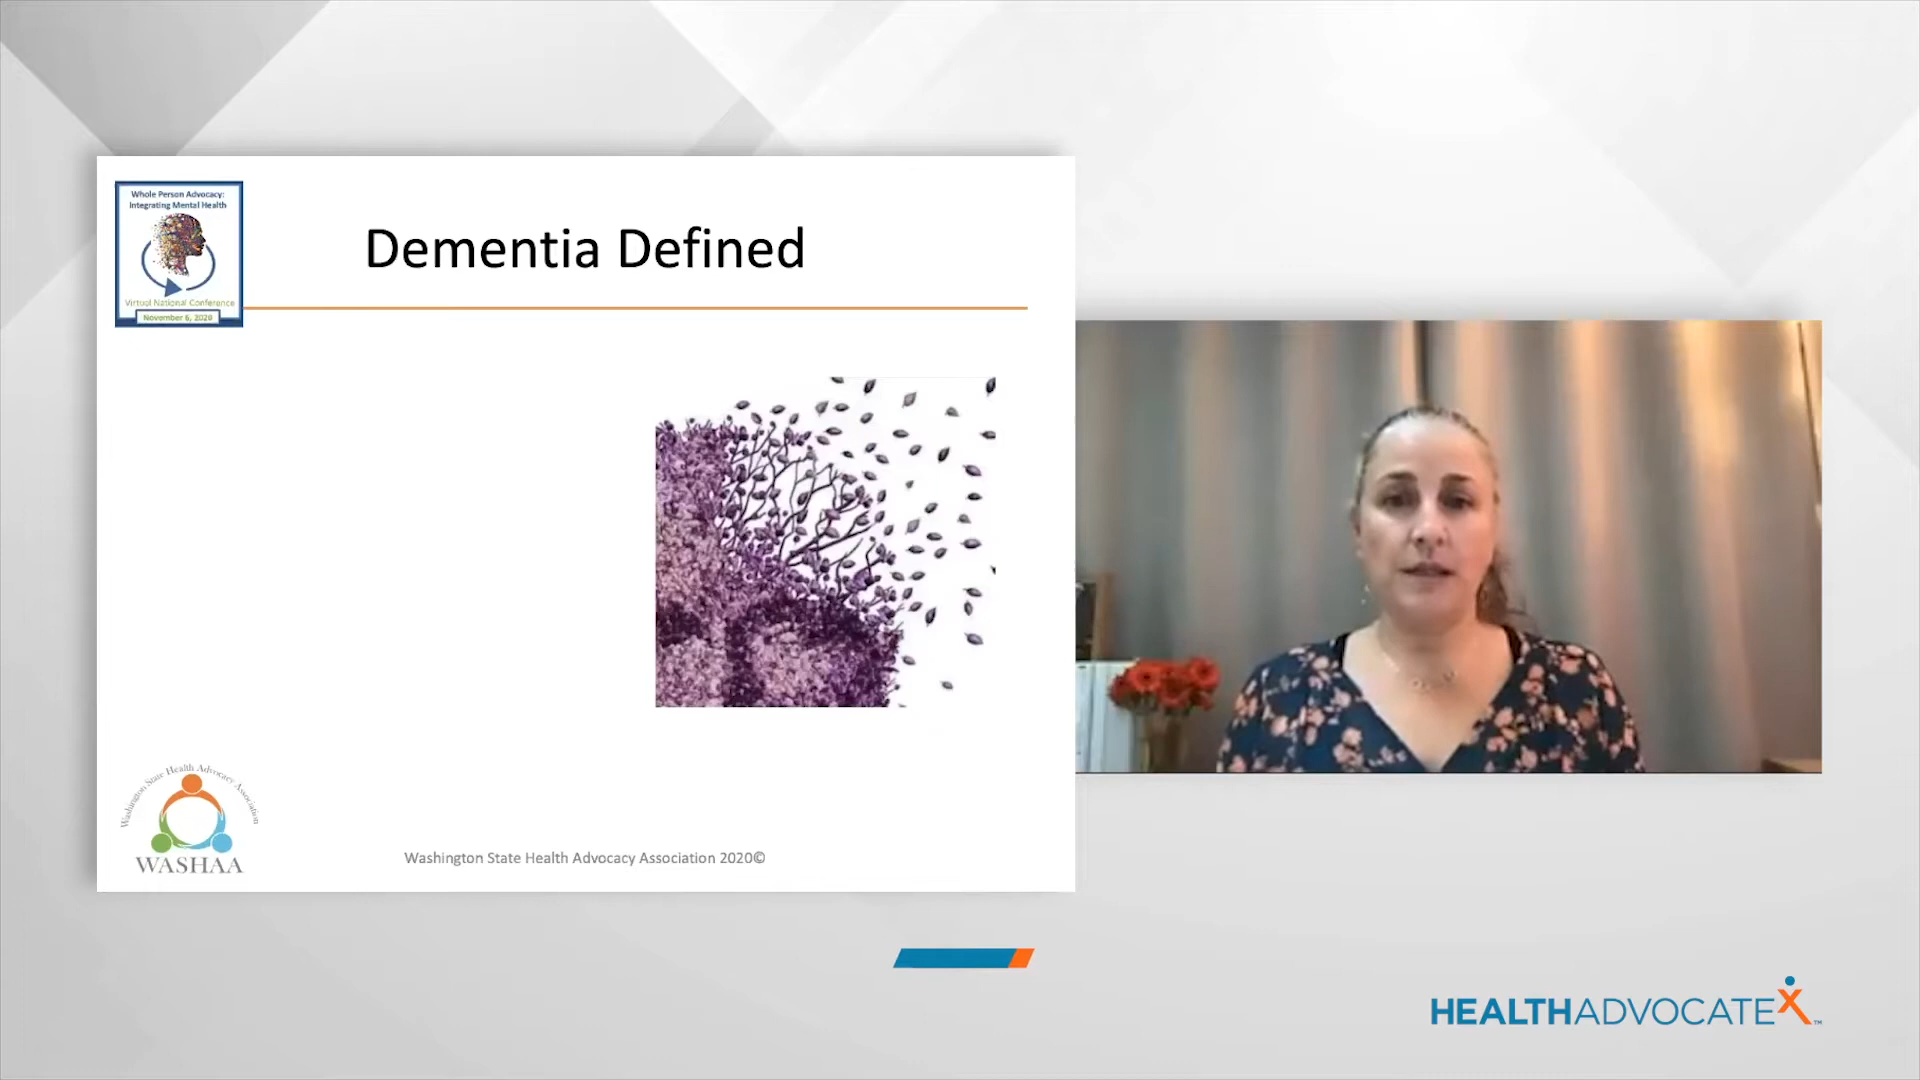 Whole Person Advocacy:
Integrating Mental Health
Virtual National Conference
November 6, 2020
Dementia Defined
Washington State Health Advocacy Association
WASHAA
Washington State Health Advocacy Association 2020©
HEALTHADVOCATEX™